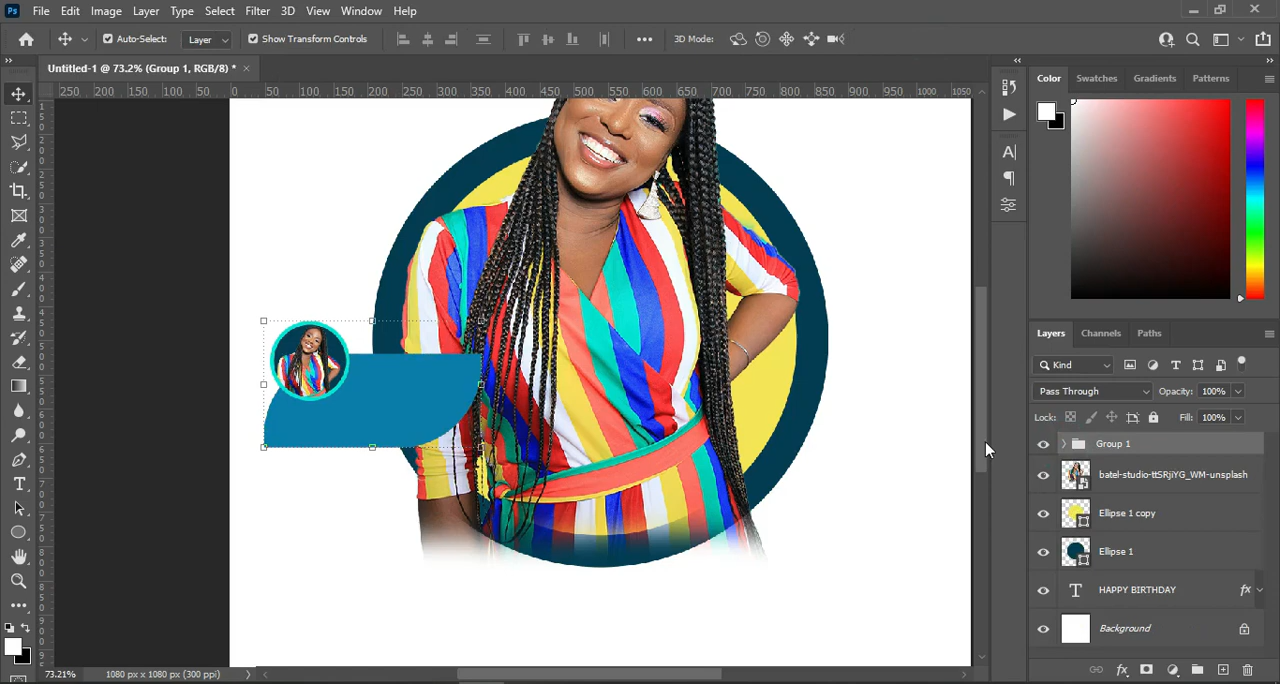 Ps File Edit Image Layer Type Select Filter 3D View Window Help
Auto-Select: Layer Show Transform Controls 3D Mode:
Untitled-1 @ 73.2% (Group 1, RGB/8) *
250 200 150 100 50 0 50 100 150 200 250 300 350 400 450 500 550 600 650 700 750 800 850 900 950 1000 1050
Color Swatches Gradients Patterns
Layers Channels Paths
Kind
Pass Through Opacity: 100%
Lock: Fill: 100%
Group 1
batel-studio-ttSRjiYG_WM-unsplash
Ellipse 1 copy
Ellipse 1
T HAPPY BIRTHDAY fx
Background
73.21% 1080 px x 1080 px (300 ppi)